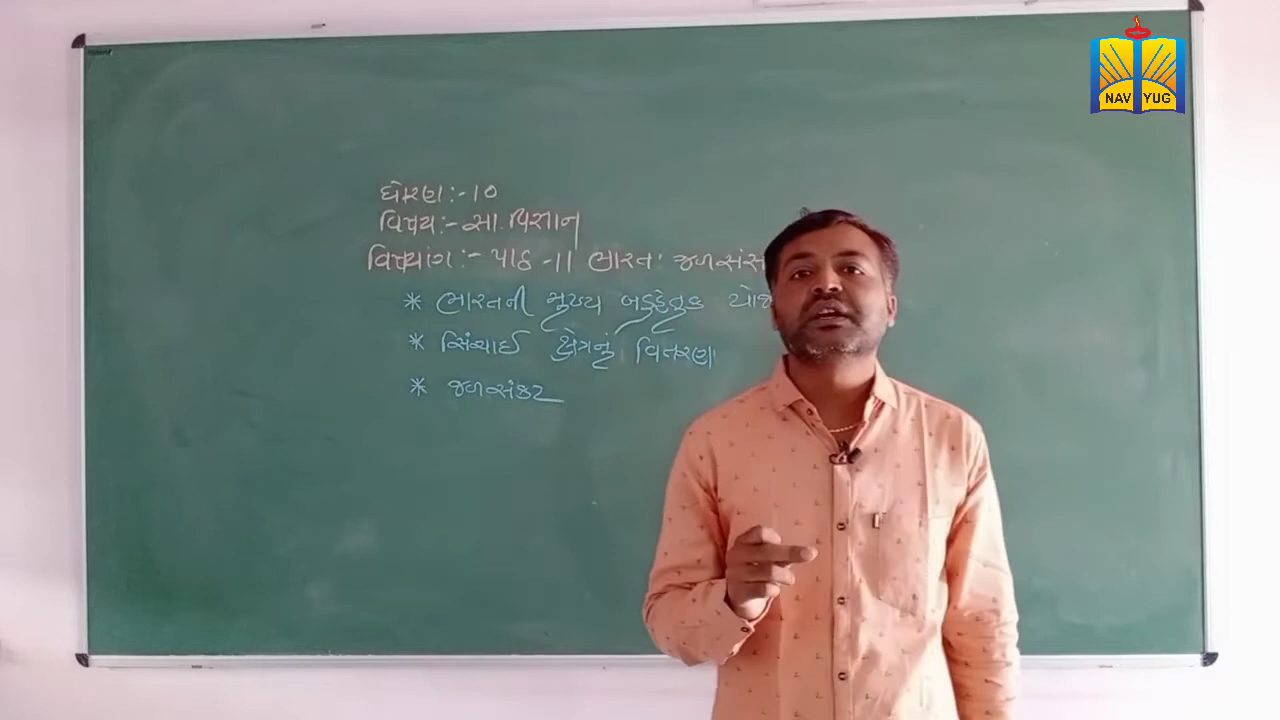 NAV YUG
ધોરણ :- 10
વિષય :- સા. વિજ્ઞાન
વિષયાંગ :- પાઠ - 11 ભારત : જળસંસ
* ભારતની મુખ્ય બહુહેતુક યોજ
* સિંચાઈ ક્ષેત્રનું વિતરણ
* જળસંકટ